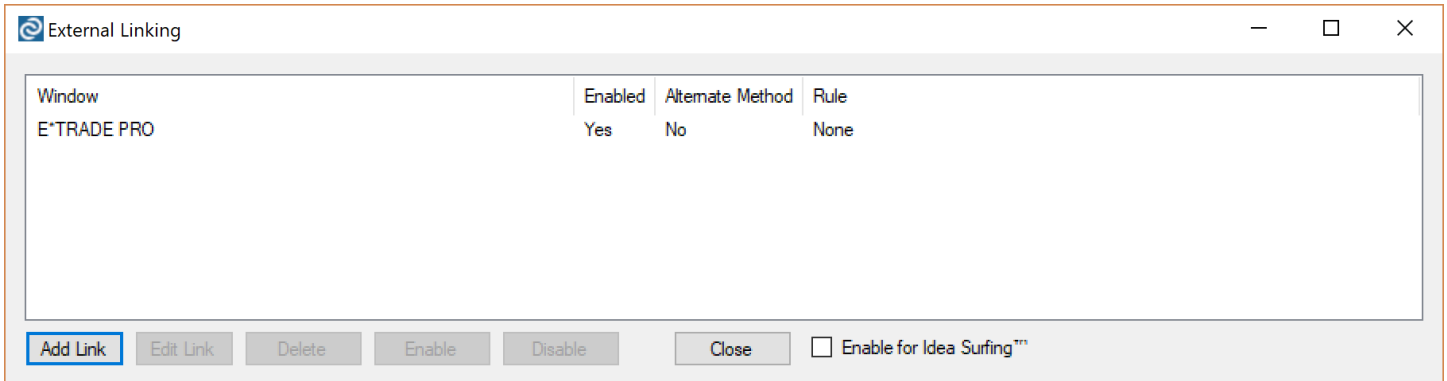 External Linking
Window Enabled Alternate Method Rule
E*TRADE PRO Yes No None
Add Link Edit Link Delete Enable Disable Close Enable for Idea Surfing™